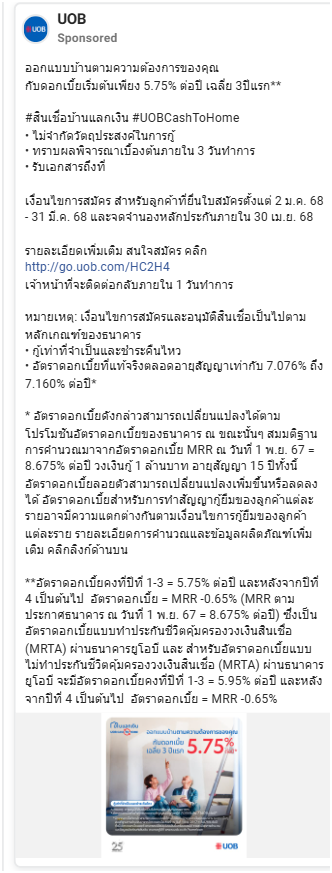 UOB
Sponsored
ออกแบบบ้านตามความต้องการของคุณ
กับดอกเบี้ยเริ่มต้นเพียง 5.75% ต่อปี เฉลี่ย 3ปีแรก**
#สินเชื่อบ้านแลกเงิน #UOBCashToHome
• ไม่จำกัดวัตถุประสงค์ในการกู้
• ทราบผลพิจารณาเบื้องต้นภายใน 3 วันทำการ
• รับเอกสารถึงที่
เงื่อนไขการสมัคร สำหรับลูกค้าที่ยื่นใบสมัครตั้งแต่ 2 ม.ค. 68
- 31 มี.ค. 68 และจดจำนองหลักประกันภายใน 30 เม.ย. 68
รายละเอียดเพิ่มเติม สนใจสมัคร คลิก
http://go.uob.com/HC2H4
เจ้าหน้าที่จะติดต่อกลับภายใน 1 วันทำการ
หมายเหตุ: เงื่อนไขการสมัครและอนุมัติสินเชื่อเป็นไปตาม
หลักเกณฑ์ของธนาคาร
• กู้เท่าที่จำเป็นและชำระคืนไหว
• อัตราดอกเบี้ยที่แท้จริงตลอดอายุสัญญาเท่ากับ 7.076% ถึง
7.160% ต่อปี*
* อัตราดอกเบี้ยดังกล่าวสามารถเปลี่ยนแปลงได้ตาม
โปรโมชันอัตราดอกเบี้ยของธนาคาร ณ ขณะนั้นๆ สมมติฐาน
การคำนวณมาจากอัตราดอกเบี้ย MRR ณ วันที่ 1 พ.ย. 67 =
8.675% ต่อปี วงเงินกู้ 1 ล้านบาท อายุสัญญา 15 ปีทั้งนี้
อัตราดอกเบี้ยลอยตัวสามารถเปลี่ยนแปลงเพิ่มขึ้นหรือลดลง
ได้ อัตราดอกเบี้ยสำหรับการทำสัญญากู้ยืมของลูกค้าแต่ละ
รายอาจมีความแตกต่างกันตามเงื่อนไขการกู้ยืมของลูกค้า
แต่ละราย รายละเอียดการคำนวณและข้อมูลผลิตภัณฑ์เพิ่ม
เติม คลิกลิงก์ด้านบน
**อัตราดอกเบี้ยคงที่ปีที่ 1-3 = 5.75% ต่อปี และหลังจากปีที่
4 เป็นต้นไป อัตราดอกเบี้ย = MRR -0.65% (MRR ตาม
ประกาศธนาคาร ณ วันที่ 1 พ.ย. 67 = 8.675% ต่อปี) ซึ่งเป็น
อัตราดอกเบี้ยแบบทำประกันชีวิตคุ้มครองวงเงินสินเชื่อ
(MRTA) ผ่านธนาคารยูโอบี และ สำหรับอัตราดอกเบี้ยแบบ
ไม่ทำประกันชีวิตคุ้มครองวงเงินสินเชื่อ (MRTA) ผ่านธนาคาร
ยูโอบี จะมีอัตราดอกเบี้ยคงที่ปีที่ 1-3 = 5.95% ต่อปี และหลัง
จากปีที่ 4 เป็นต้นไป อัตราดอกเบี้ย = MRR -0.65%
ออกแบบบ้านตามความต้องการของคุณ
กับดอกเบี้ย
เฉลี่ย 3 ปีแรก 5.75%
25
UOB